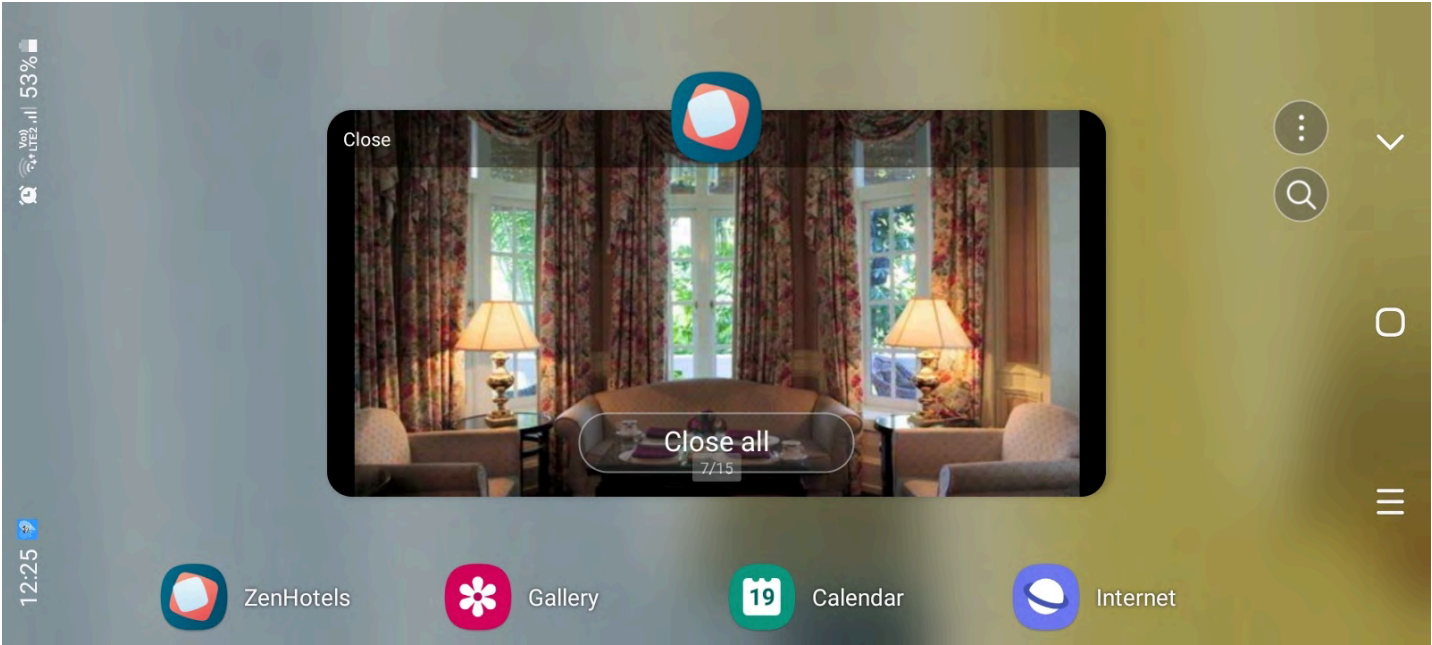 12:25
Vo)) LTE2 53%
Close
Close all
7/15
ZenHotels
Gallery
19
Calendar
Internet